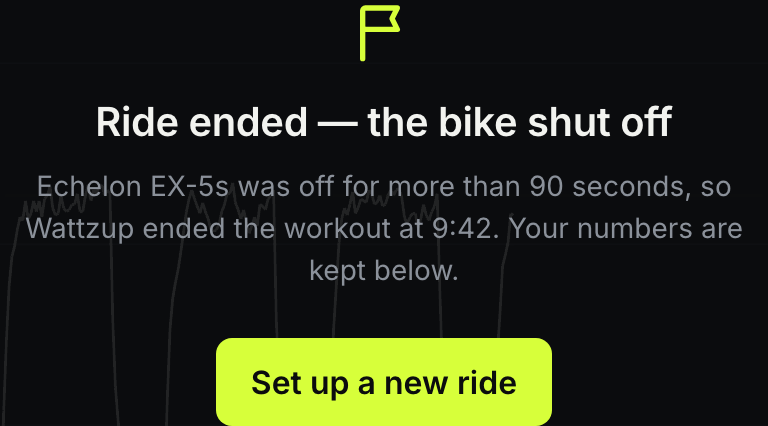 Ride ended — the bike shut off
Echelon EX-5s was off for more than 90 seconds, so
Wattzup ended the workout at 9:42. Your numbers are
kept below.
Set up a new ride